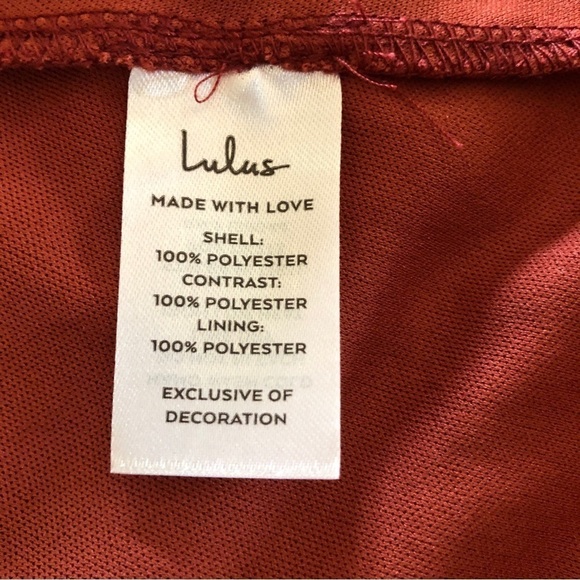 Lulus
MADE WITH LOVE
SHELL:
100% POLYESTER
CONTRAST:
100% POLYESTER
LINING:
100% POLYESTER
EXCLUSIVE OF
DECORATION